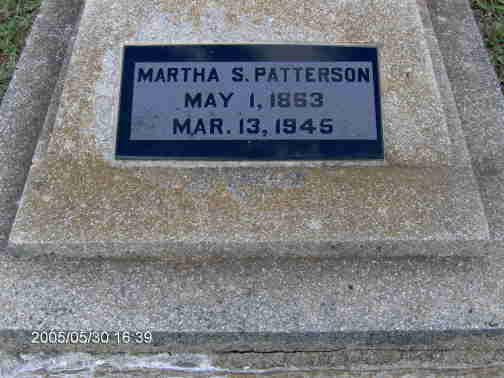 MARTHA S. PATTERSON
MAY 1, 1863
MAR. 13, 1945
2005/05/30 16:39